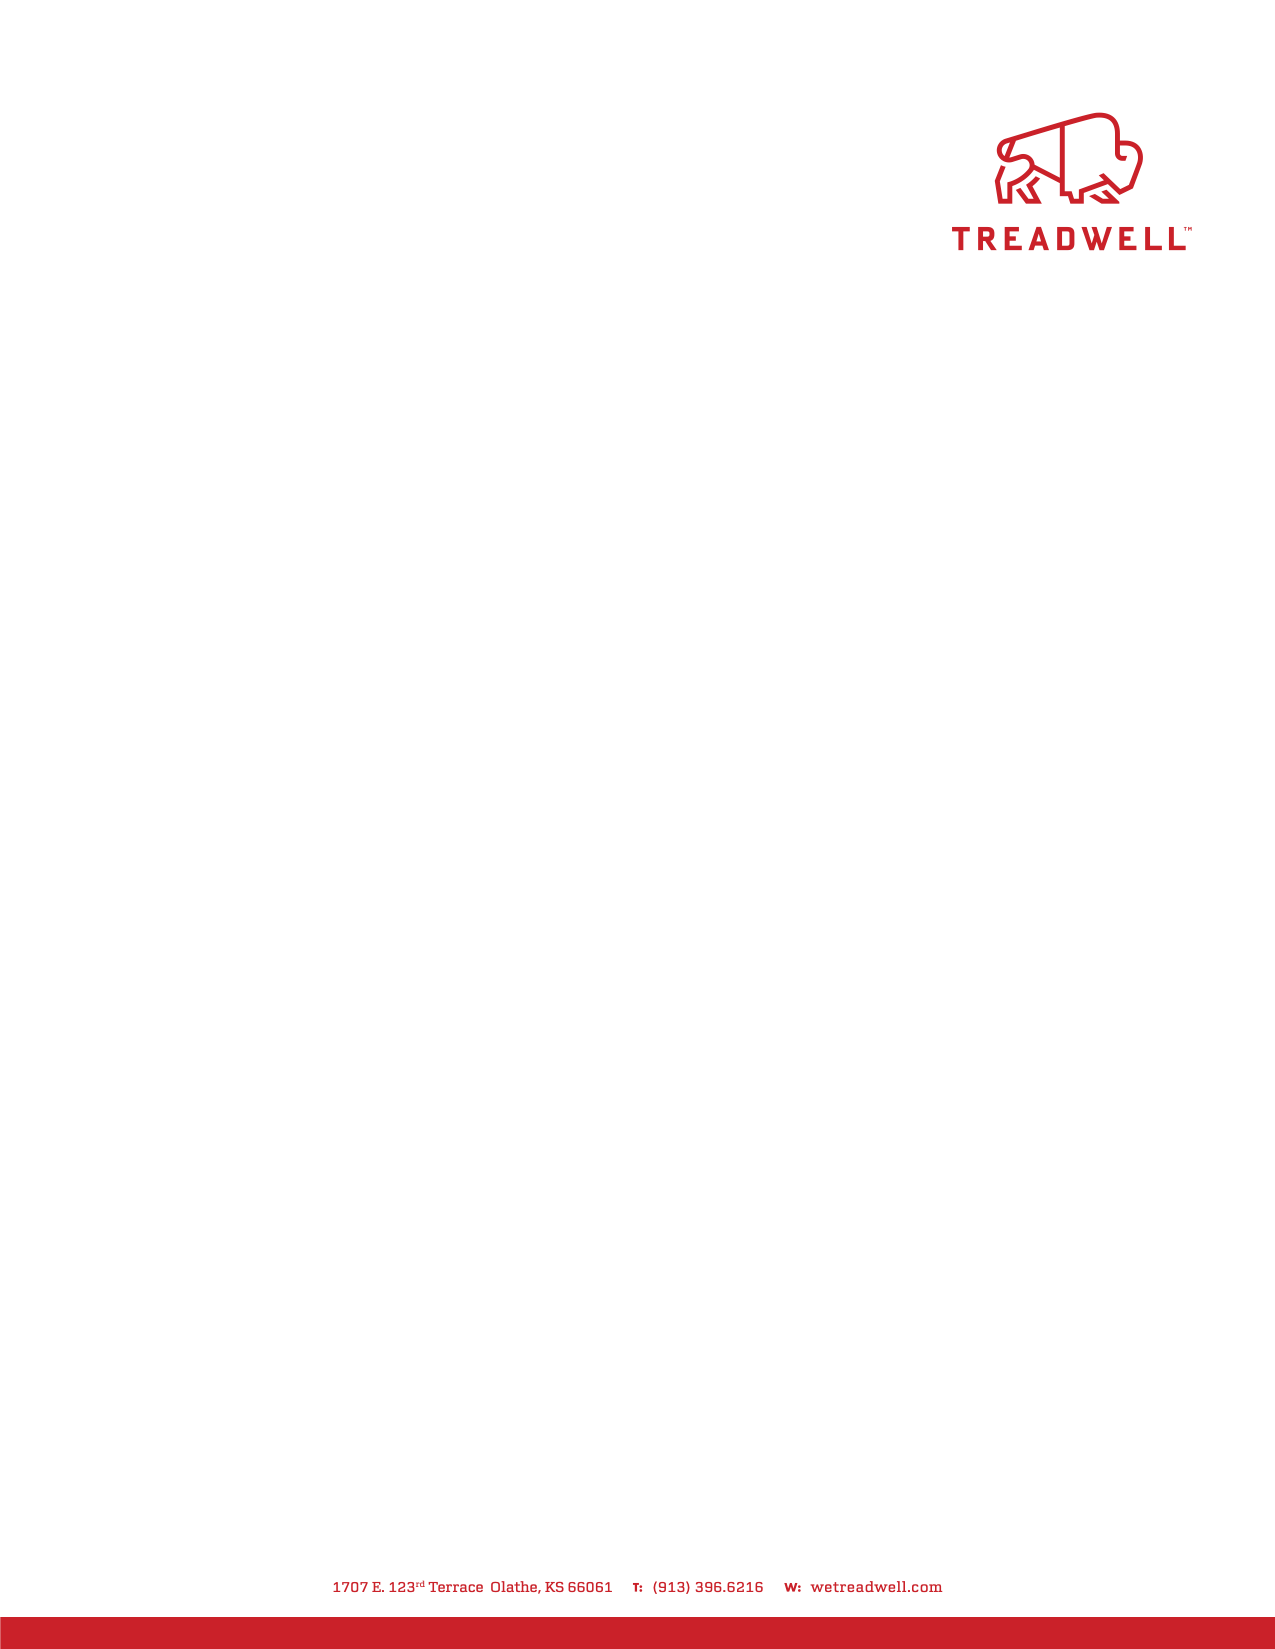 TREADWELL™
1707 E. 123rd Terrace Olathe, KS 66061 T: (913) 396.6216 W: wetreadwell.com